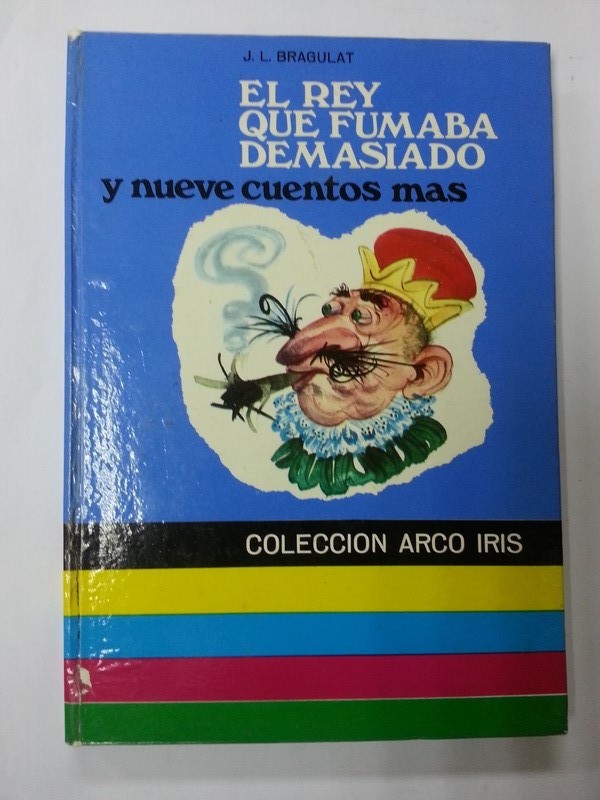 J. L. BRAGULAT
EL REY
QUE FUMABA
DEMASIADO
y nueve cuentos mas
COLECCION ARCO IRIS